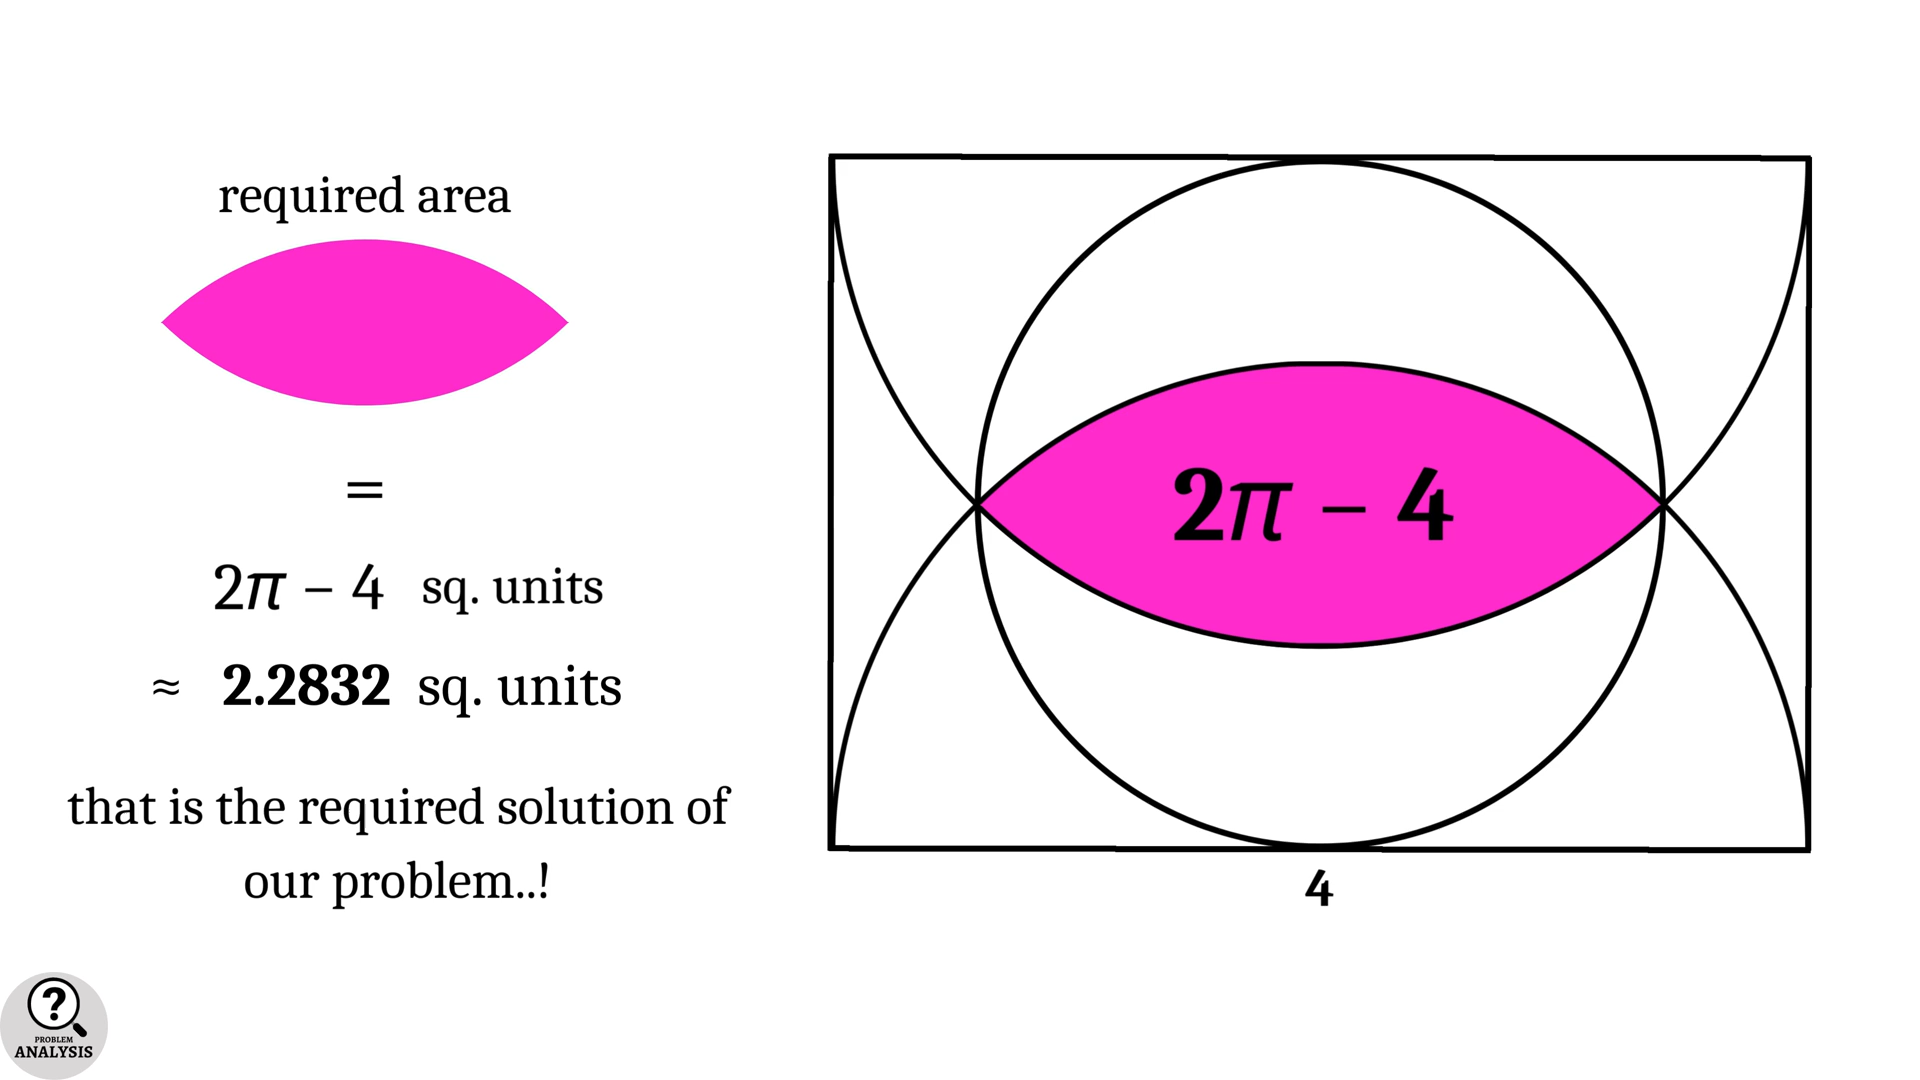 required area
=
2π – 4 sq. units
≈ 2.2832 sq. units
that is the required solution of
our problem..!
2π – 4
4
?
PROBLEM
ANALYSIS